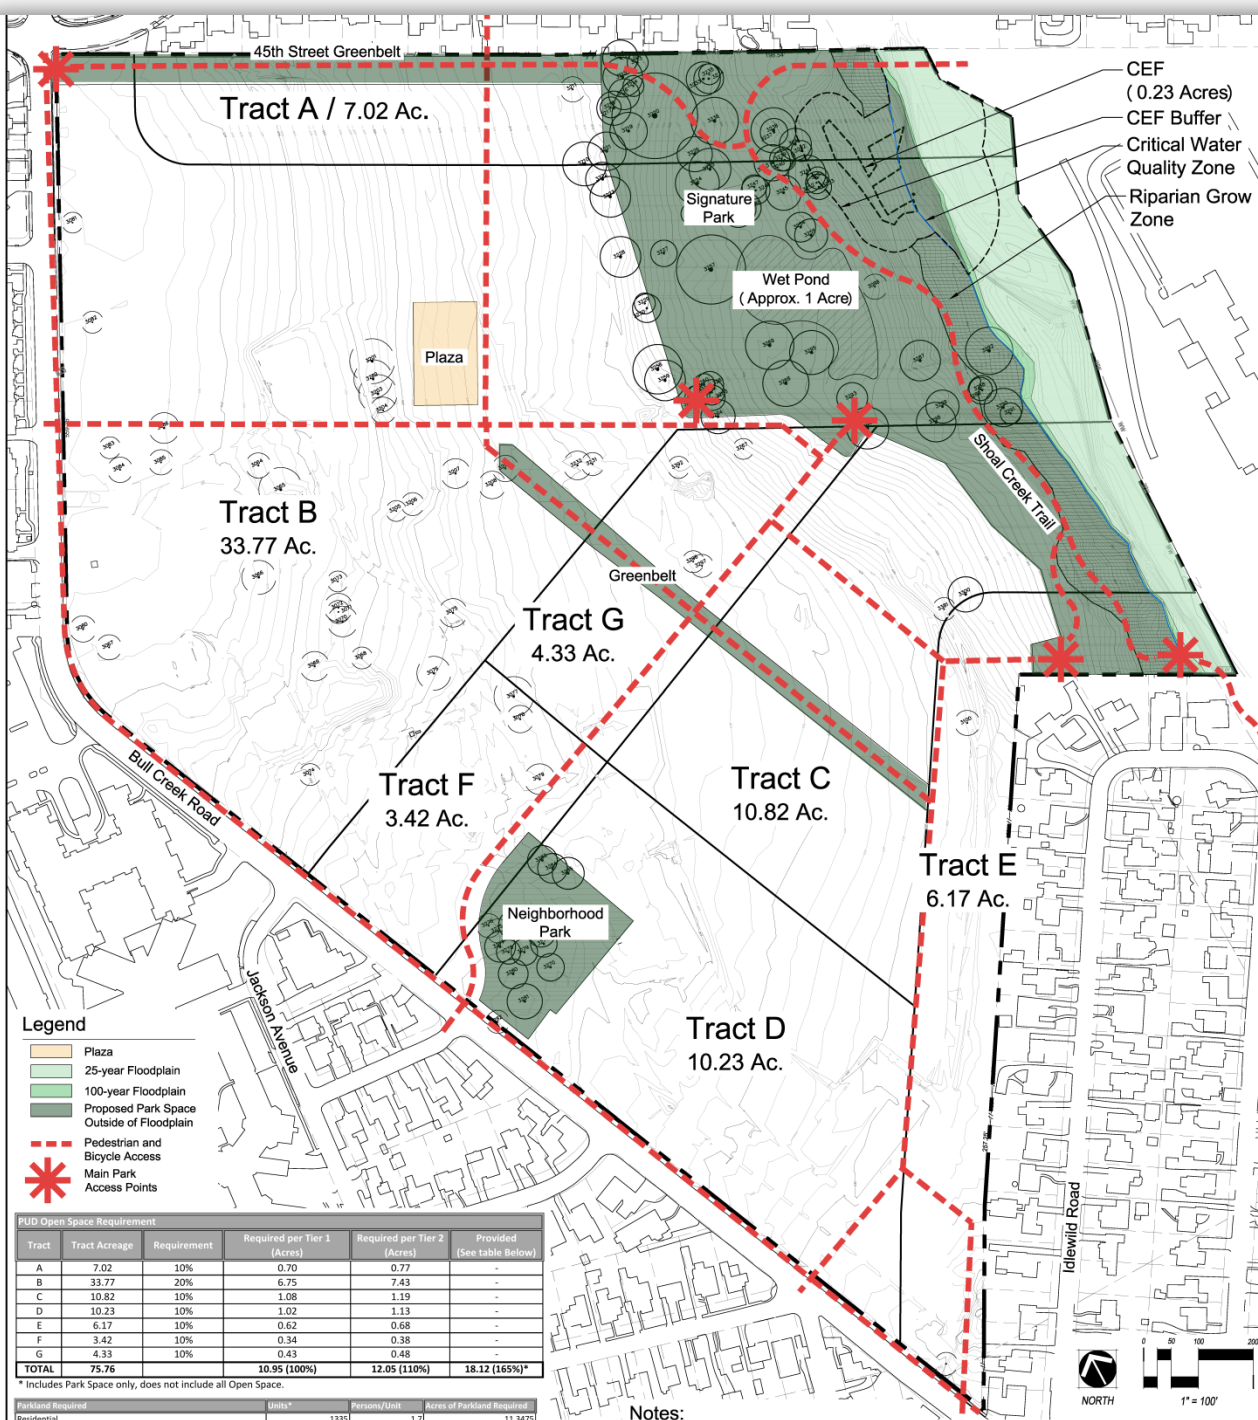 45th Street Greenbelt
Tract A / 7.02 Ac.
CEF
( 0.23 Acres)
CEF Buffer
Critical Water
Quality Zone
Riparian Grow
Zone
Signature
Park
Wet Pond
( Approx. 1 Acre)
Plaza
Shoal Creek Trail
Tract B
33.77 Ac.
Greenbelt
Tract G
4.33 Ac.
Tract F
3.42 Ac.
Tract C
10.82 Ac.
Bull Creek Road
Tract E
6.17 Ac.
Neighborhood
Park
Jackson Avenue
Tract D
10.23 Ac.
Idlewild Road
Legend
Plaza
25-year Floodplain
100-year Floodplain
Proposed Park Space
Outside of Floodplain
Pedestrian and
Bicycle Access
Main Park
Access Points
PUD Open Space Requirement
Tract Tract Acreage Requirement Required per Tier 1 (Acres) Required per Tier 2 (Acres) Provided (See table Below)
A 7.02 10% 0.70 0.77 -
B 33.77 20% 6.75 7.43 -
C 10.82 10% 1.08 1.19 -
D 10.23 10% 1.02 1.13 -
E 6.17 10% 0.62 0.68 -
F 3.42 10% 0.34 0.38 -
G 4.33 10% 0.43 0.48 -
TOTAL 75.76 10.95 (100%) 12.05 (110%) 18.12 (165%)*
* Includes Park Space only, does not include all Open Space.
Parkland Required Units* Persons/Unit Acres of Parkland Required
Residential 1335 1.7 11.3475
Notes:
NORTH
0 50 100 200
1" = 100'